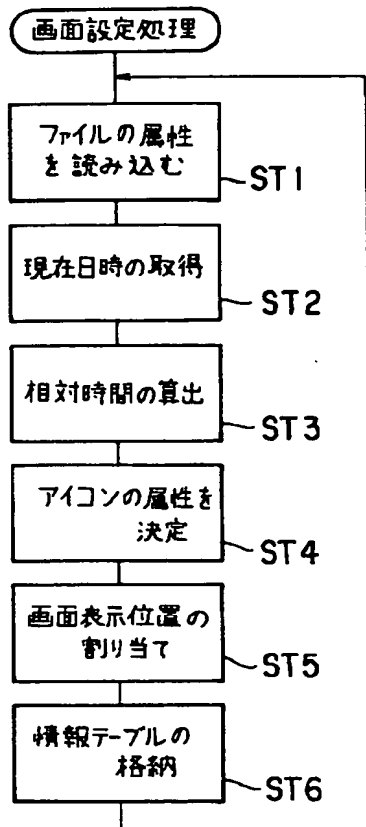 画面設定処理
ファイルの属性
を読み込む
ST1
現在日時の取得
ST2
相対時間の算出
ST3
アイコンの属性を
決定
ST4
画面表示位置の
割り当て
ST5
情報テーブルの
格納
ST6